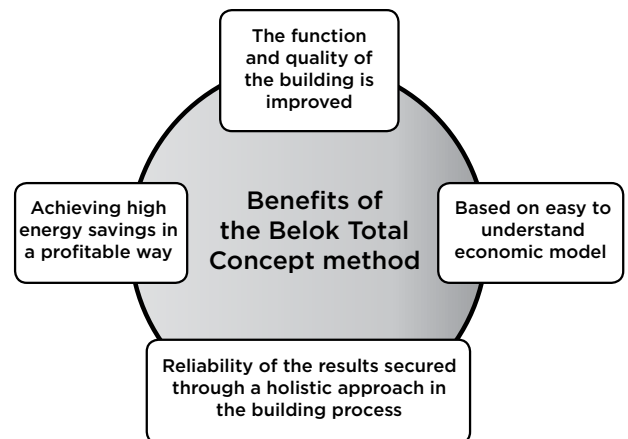 The function
and quality of
the building is
improved
Achieving high
energy savings in
a profitable way
Benefits of
the Belok Total
Concept method
Based on easy to
understand
economic model
Reliability of the results secured
through a holistic approach in
the building process